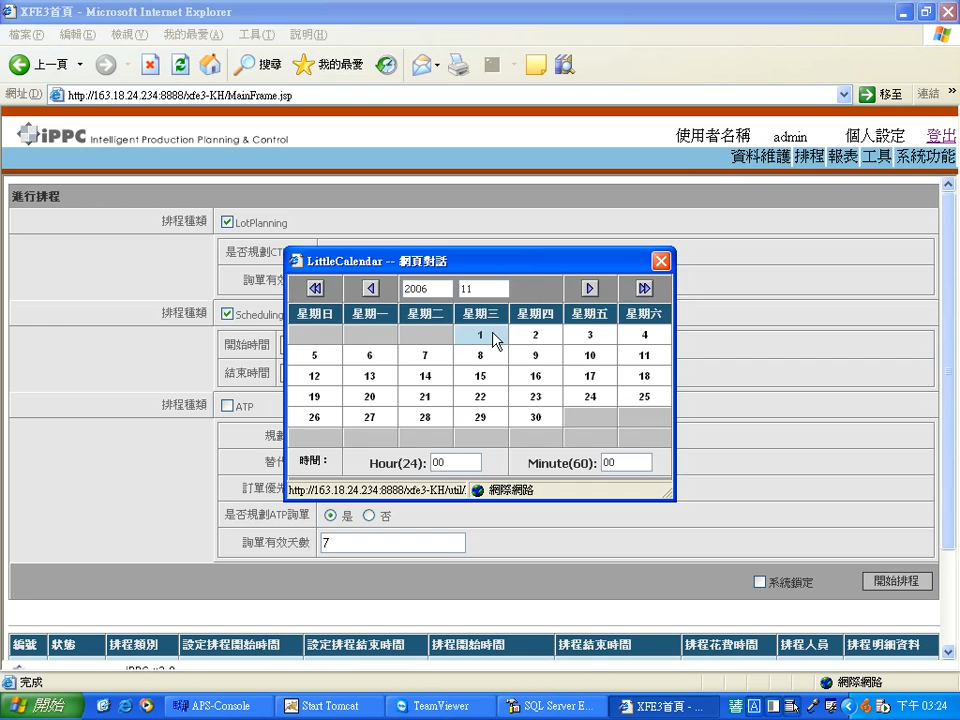 XFE3首頁 - Microsoft Internet Explorer
檔案(F) 編輯(E) 檢視(V) 我的最愛(A) 工具(T) 說明(H)
上一頁 搜尋 我的最愛
網址(D) http://163.18.24.234:8888/xfe3-KH/MainFrame.jsp 移至 連結 »
iPPC Intelligent Production Planning & Control 使用者名稱 admin 個人設定 登出
資料維護 排程 報表 工具 系統功能
進行排程
排程種類 LotPlanning
是否規劃CT
詢單有效
排程種類 Scheduling
開始時間
結束時間
排程種類 ATP
規劃
替代
訂單優先
是否規劃ATP詢單 是 否
詢單有效天數 7
系統鎖定 開始排程
LittleCalendar -- 網頁對話
2006 11
星期日 星期一 星期二 星期三 星期四 星期五 星期六
1 2 3 4
5 6 7 8 9 10 11
12 13 14 15 16 17 18
19 20 21 22 23 24 25
26 27 28 29 30
時間： Hour(24): 00 Minute(60): 00
http://163.18.24.234:8888/xfe3-KH/util/. 網際網路
編號 狀態 排程類別 設定排程開始時間 設定排程結束時間 排程開始時間 排程結束時間 排程花費時間 排程人員 排程明細資料
完成 網際網路
開始 APS-Console Start Tomcat TeamViewer SQL Server E... XFE3首頁 - ... 下午 03:24